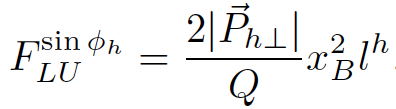 $F_{LU}^{\sin \phi_h} = \frac{2|\vec{P}_{h\perp}|}{Q} x_B^2 l^h.$